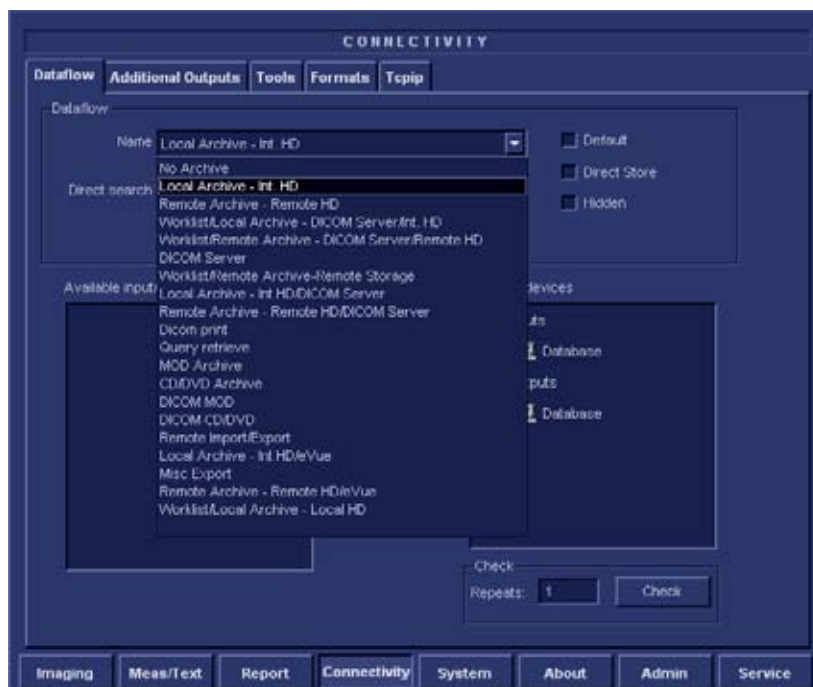 CONNECTIVITY
Dataflow Additional Outputs Tools Formats Tcpip
Dataflow
Name Local Archive - Int. HD
Default
Direct Store
Hidden
Direct search
No Archive
Local Archive - Int. HD
Remote Archive - Remote HD
Worklist/Local Archive - DICOM Server/Int. HD
Worklist/Remote Archive - DICOM Server/Remote HD
DICOM Server
Worklist/Remote Archive-Remote Storage
Local Archive - Int HD/DICOM Server
Remote Archive - Remote HD/DICOM Server
Dicom print
Query retrieve
MOD Archive
CD/DVD Archive
DICOM MOD
DICOM CD/DVD
Remote Import/Export
Local Archive - Int HD/eVue
Misc Export
Remote Archive - Remote HD/eVue
Worklist/Local Archive - Local HD
Available input
devices
uts
Database
puts
Database
Check
Repeats: 1 Check
Imaging Meas/Text Report Connectivity System About Admin Service